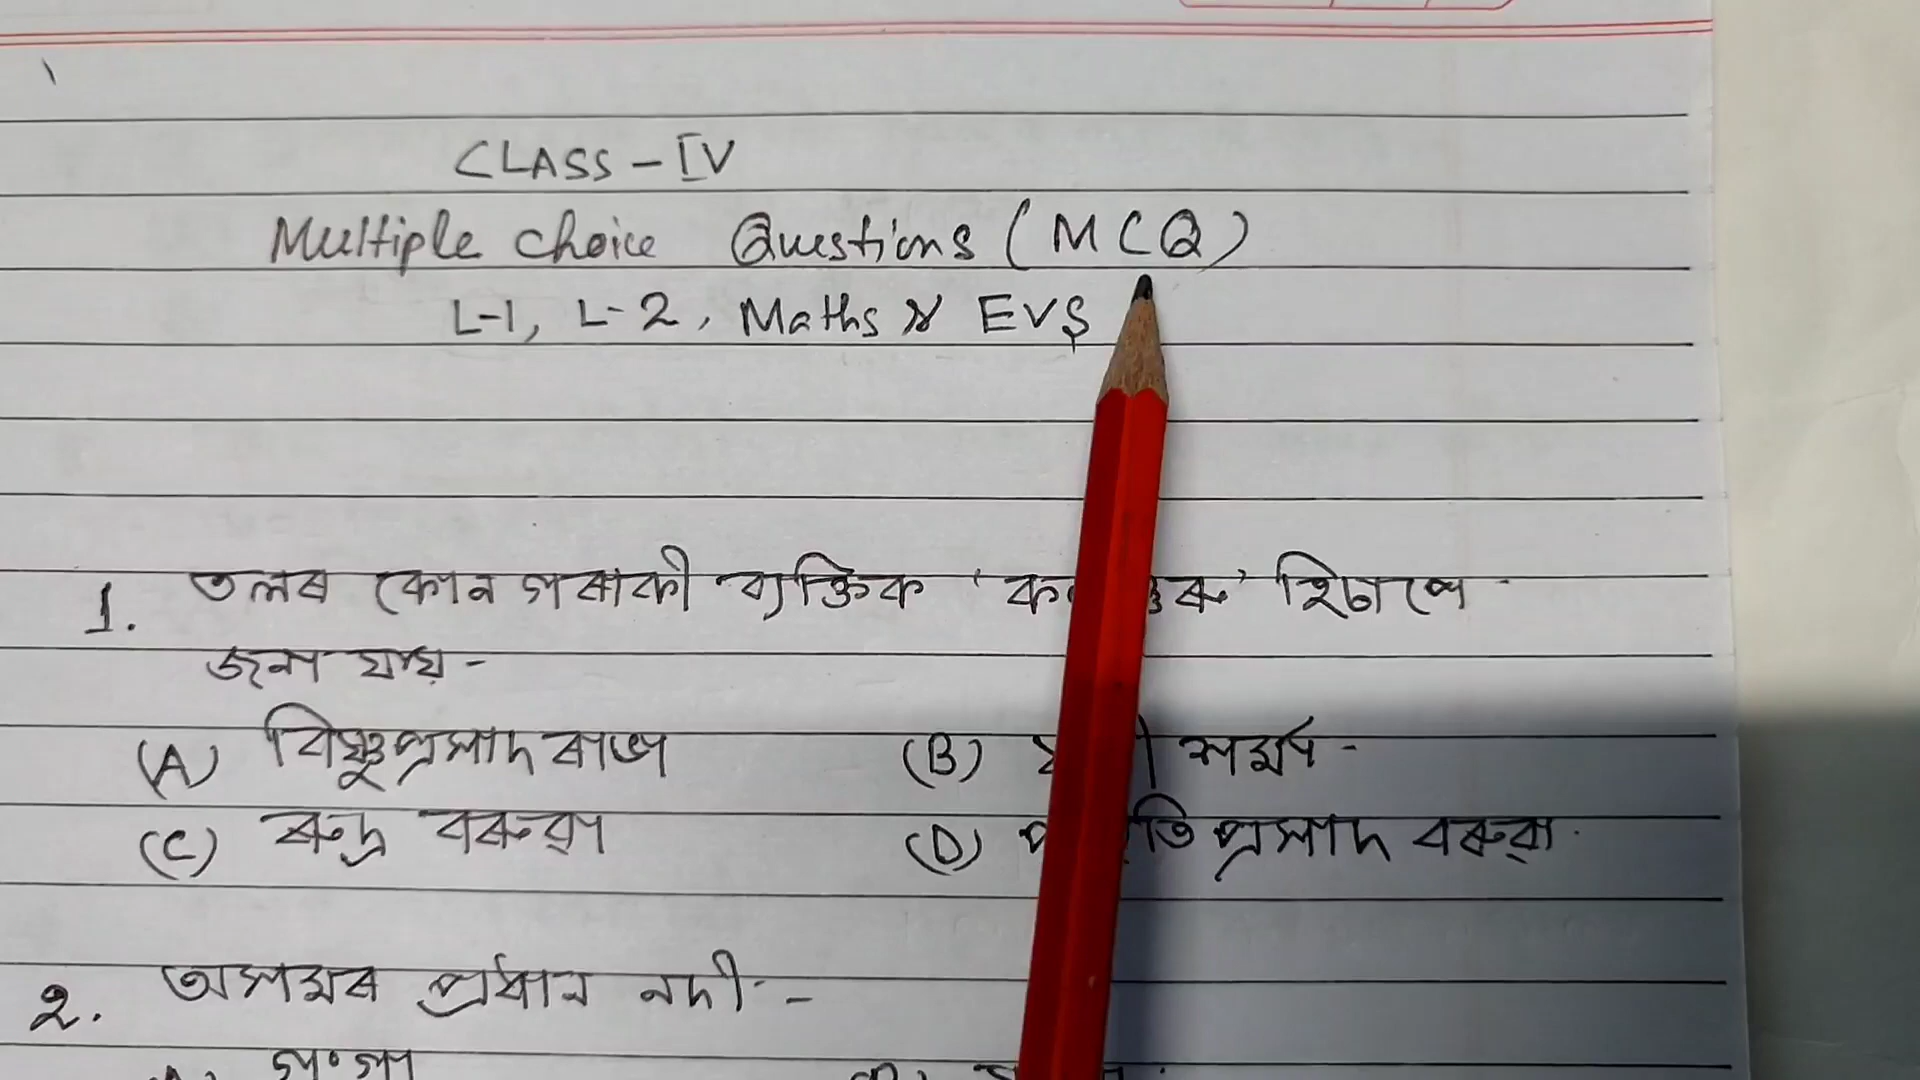 CLASS - IV
Multiple choice Questions (MCQ)
L-1, L-2, Maths & EVS
1. তলৰ কোন গৰাকী ব্যক্তিক হিচাপে
জনা যায় -
(A) বিষ্ণুপ্ৰসাদ ৰাভা (B) শৰ্মা -
(C) ৰুদ্ৰ বৰুৱা (D) প্ৰসাদ বৰুৱা
2. অসমৰ প্ৰধান নদী -
গংগা